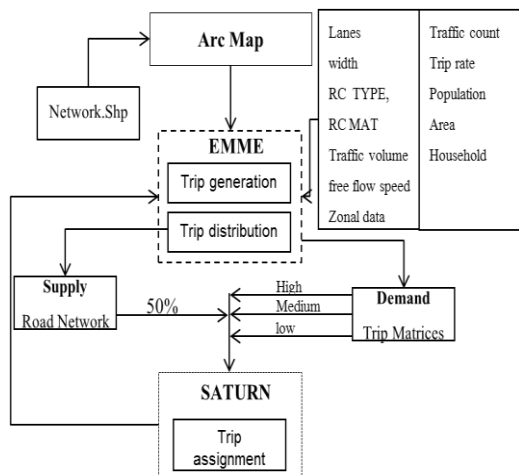 Arc Map
Network.Shp
Lanes
width
RC TYPE,
RC MAT
Traffic volume
free flow speed
Zonal data
Traffic count
Trip rate
Population
Area
Household
EMME
Trip generation
Trip distribution
Supply
Road Network
50%
High
Medium
low
Demand
Trip Matrices
SATURN
Trip
assignment